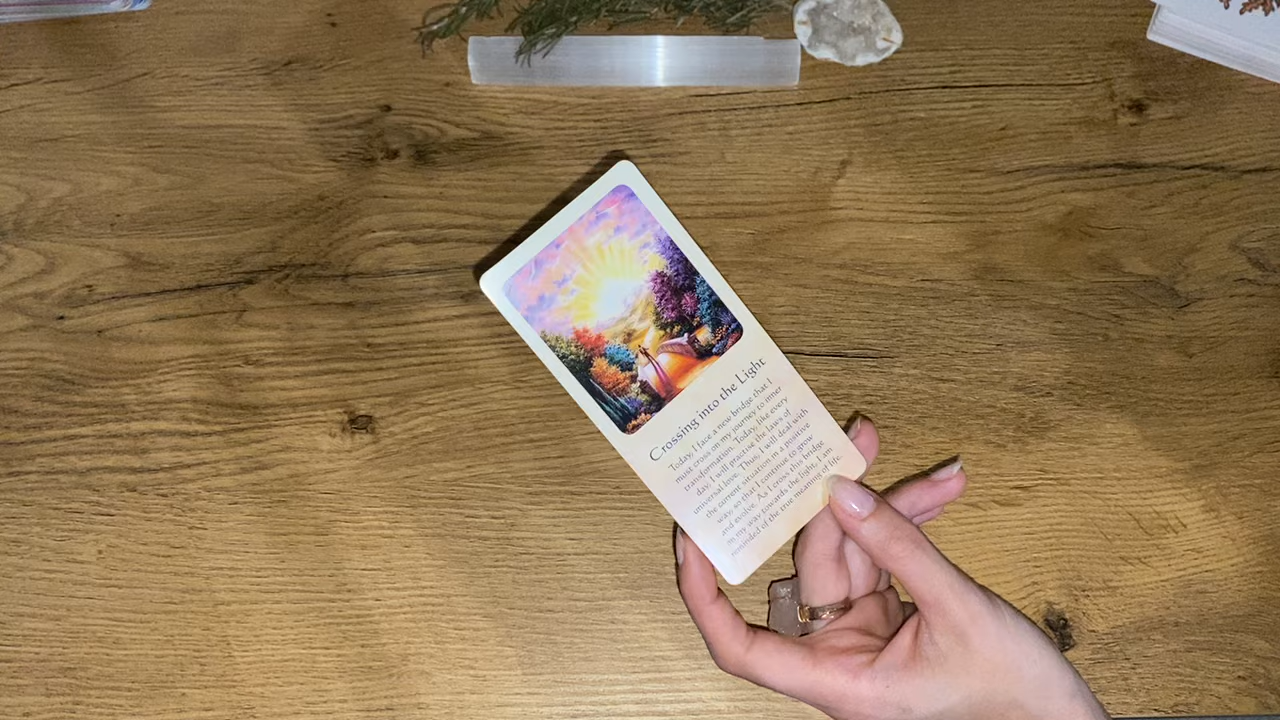 Crossing into the Light
Today, I face a new bridge that I
must cross on my journey to inner
transformation. Today, like every
day, I will practise the laws of
universal love. Thus, I will deal with
the current situation in a positive
way, so that I continue to grow
and evolve. As I cross this bridge
on my way towards the light, I am
reminded of the true meaning of life.